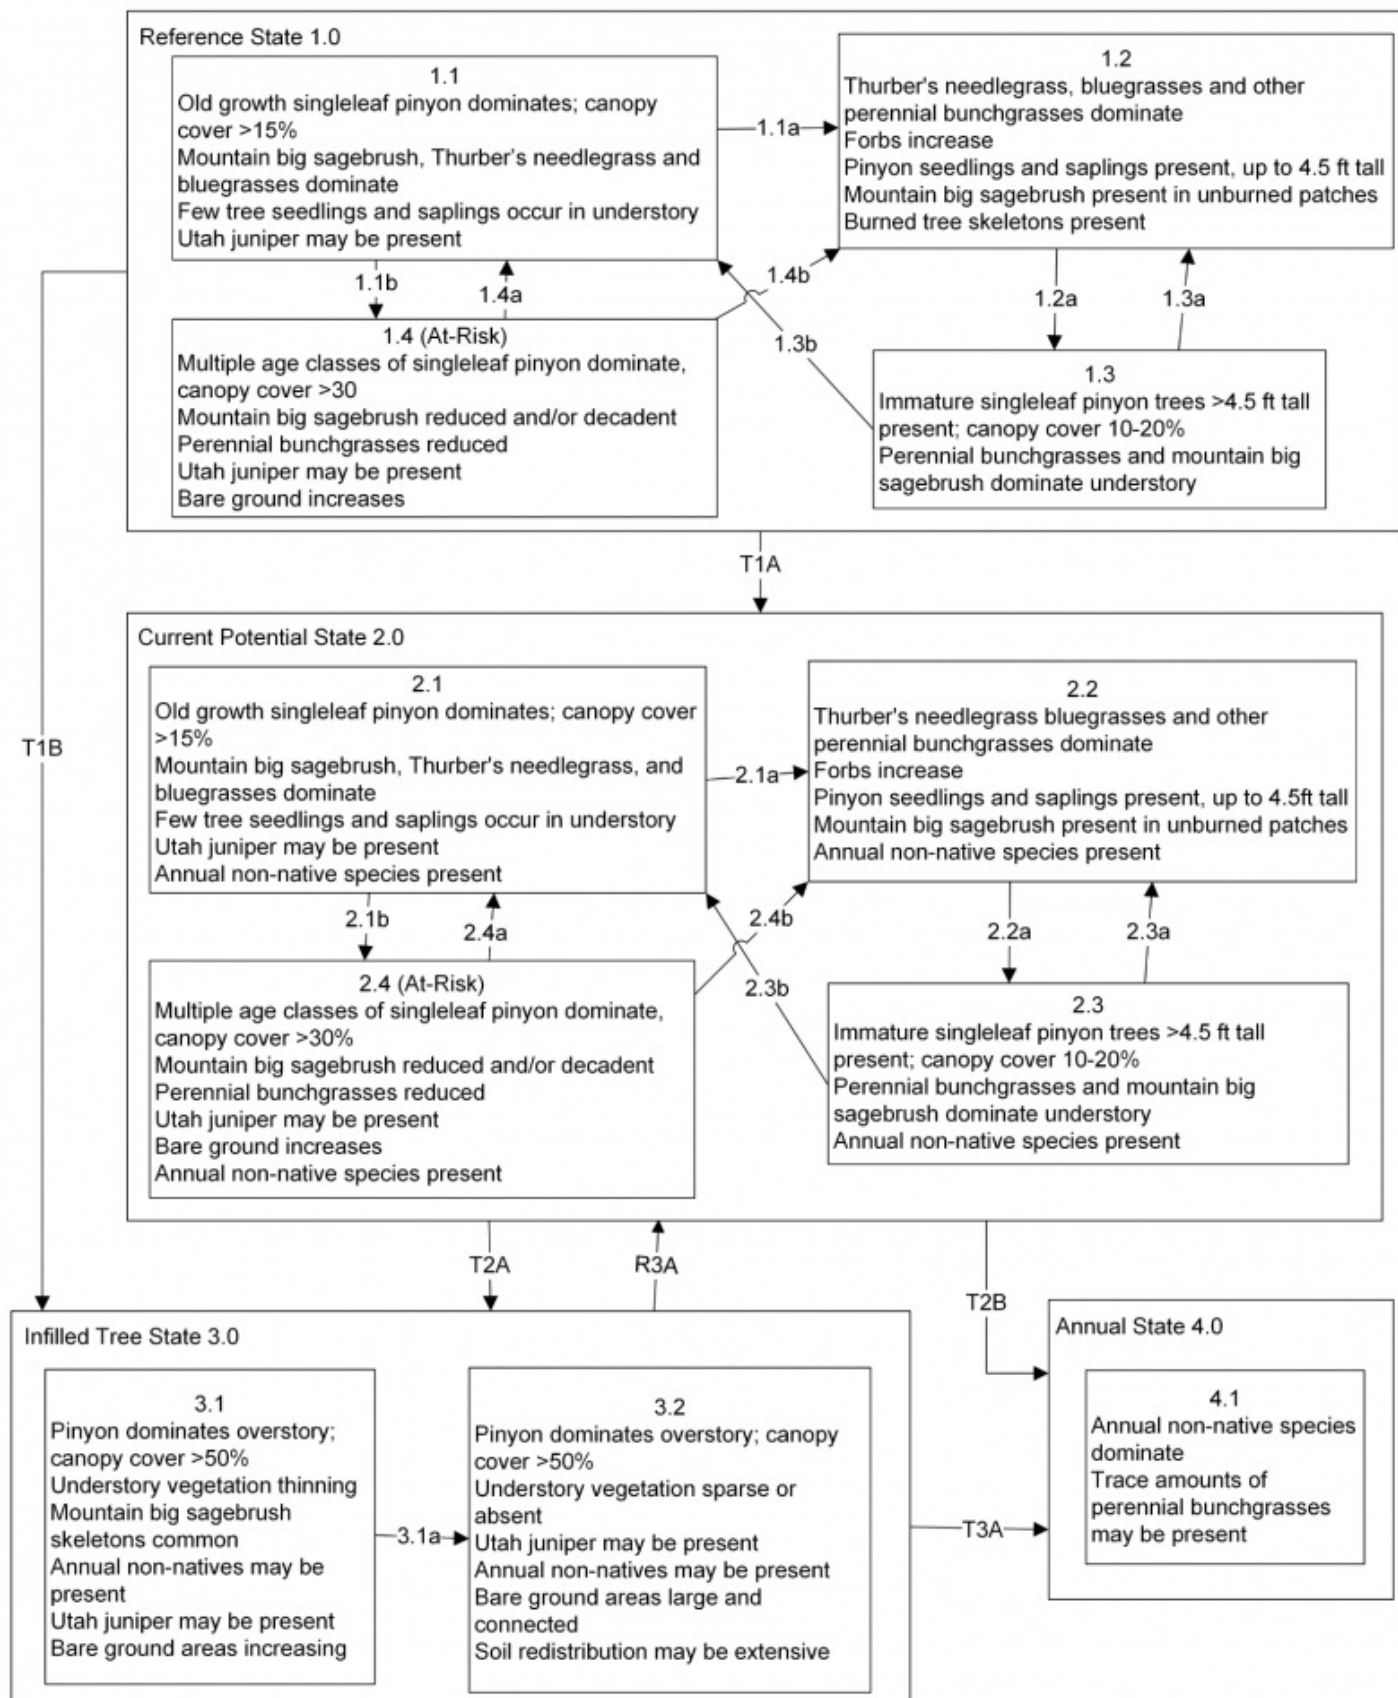 Reference State 1.0
1.1
Old growth singleleaf pinyon dominates; canopy
cover >15%
Mountain big sagebrush, Thurber's needlegrass and
bluegrasses dominate
Few tree seedlings and saplings occur in understory
Utah juniper may be present
1.1a
1.2
Thurber's needlegrass, bluegrasses and other
perennial bunchgrasses dominate
Forbs increase
Pinyon seedlings and saplings present, up to 4.5 ft tall
Mountain big sagebrush present in unburned patches
Burned tree skeletons present
1.1b
1.4a
1.4b
1.3b
1.2a
1.3a
1.4 (At-Risk)
Multiple age classes of singleleaf pinyon dominate,
canopy cover >30
Mountain big sagebrush reduced and/or decadent
Perennial bunchgrasses reduced
Utah juniper may be present
Bare ground increases
1.3
Immature singleleaf pinyon trees >4.5 ft tall
present; canopy cover 10-20%
Perennial bunchgrasses and mountain big
sagebrush dominate understory
T1A
T1B
Current Potential State 2.0
2.1
Old growth singleleaf pinyon dominates; canopy cover
>15%
Mountain big sagebrush, Thurber's needlegrass, and
bluegrasses dominate
Few tree seedlings and saplings occur in understory
Utah juniper may be present
Annual non-native species present
2.1a
2.2
Thurber's needlegrass bluegrasses and other
perennial bunchgrasses dominate
Forbs increase
Pinyon seedlings and saplings present, up to 4.5ft tall
Mountain big sagebrush present in unburned patches
Annual non-native species present
2.1b
2.4a
2.4b
2.3b
2.2a
2.3a
2.4 (At-Risk)
Multiple age classes of singleleaf pinyon dominate,
canopy cover >30%
Mountain big sagebrush reduced and/or decadent
Perennial bunchgrasses reduced
Utah juniper may be present
Bare ground increases
Annual non-native species present
2.3
Immature singleleaf pinyon trees >4.5 ft tall
present; canopy cover 10-20%
Perennial bunchgrasses and mountain big
sagebrush dominate understory
Annual non-native species present
T2A
R3A
T2B
Infilled Tree State 3.0
3.1
Pinyon dominates overstory;
canopy cover >50%
Understory vegetation thinning
Mountain big sagebrush
skeletons common
Annual non-natives may be
present
Utah juniper may be present
Bare ground areas increasing
3.1a
3.2
Pinyon dominates overstory; canopy
cover >50%
Understory vegetation sparse or
absent
Utah juniper may be present
Annual non-natives may be present
Bare ground areas large and
connected
Soil redistribution may be extensive
T3A
Annual State 4.0
4.1
Annual non-native species
dominate
Trace amounts of
perennial bunchgrasses
may be present